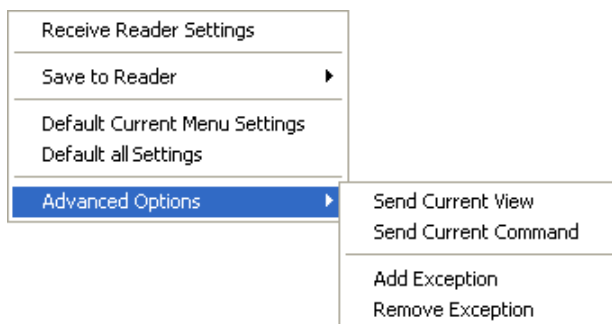 Receive Reader Settings
Save to Reader
Default Current Menu Settings
Default all Settings
Advanced Options
Send Current View
Send Current Command
Add Exception
Remove Exception